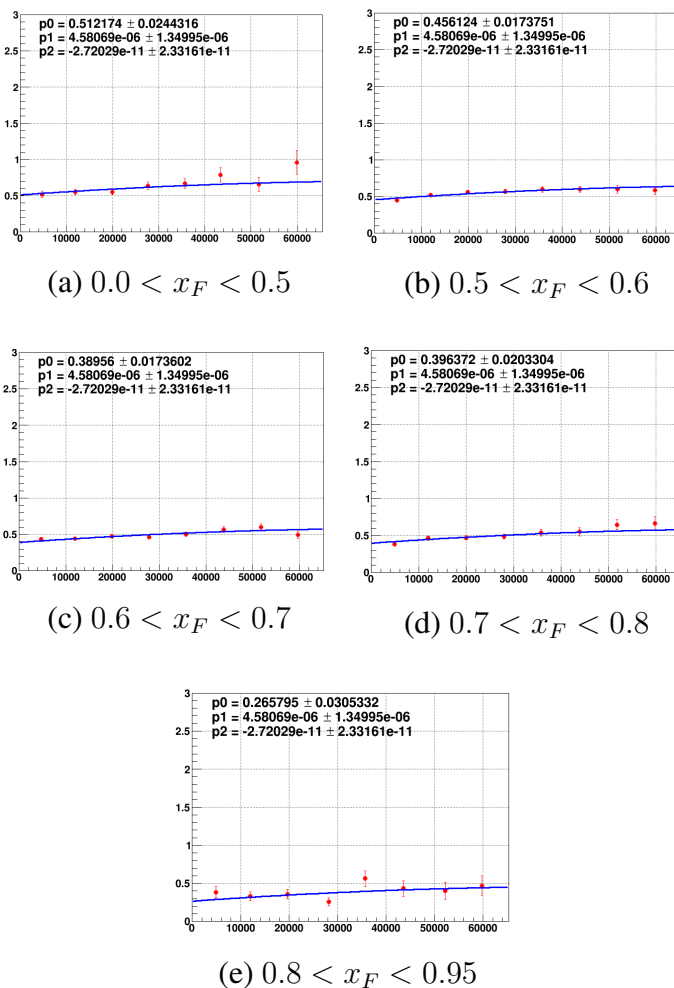 p0 = 0.512174 ± 0.0244316
p1 = 4.58069e-06 ± 1.34995e-06
p2 = -2.72029e-11 ± 2.33161e-11
3
2.5
2
1.5
1
0.5
0
0 10000 20000 30000 40000 50000 60000
(a) 0.0 < x_F < 0.5
p0 = 0.456124 ± 0.0173751
p1 = 4.58069e-06 ± 1.34995e-06
p2 = -2.72029e-11 ± 2.33161e-11
3
2.5
2
1.5
1
0.5
0
0 10000 20000 30000 40000 50000 60000
(b) 0.5 < x_F < 0.6
p0 = 0.38956 ± 0.0173602
p1 = 4.58069e-06 ± 1.34995e-06
p2 = -2.72029e-11 ± 2.33161e-11
3
2.5
2
1.5
1
0.5
0
0 10000 20000 30000 40000 50000 60000
(c) 0.6 < x_F < 0.7
p0 = 0.396372 ± 0.0203304
p1 = 4.58069e-06 ± 1.34995e-06
p2 = -2.72029e-11 ± 2.33161e-11
3
2.5
2
1.5
1
0.5
0
0 10000 20000 30000 40000 50000 60000
(d) 0.7 < x_F < 0.8
p0 = 0.265795 ± 0.0305332
p1 = 4.58069e-06 ± 1.34995e-06
p2 = -2.72029e-11 ± 2.33161e-11
3
2.5
2
1.5
1
0.5
0
0 10000 20000 30000 40000 50000 60000
(e) 0.8 < x_F < 0.95